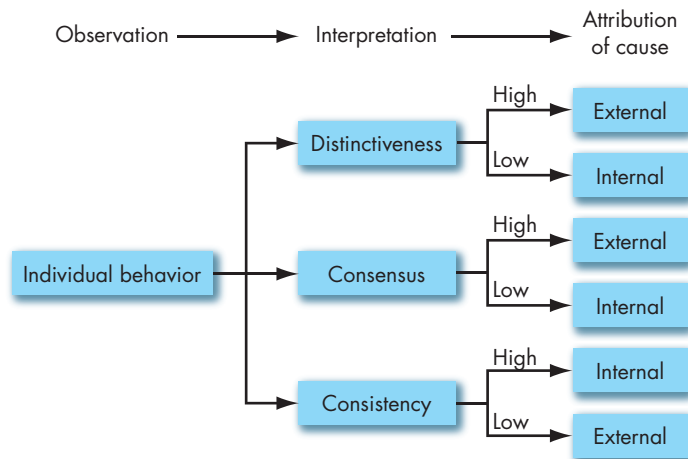 Observation
Interpretation
Attribution
of cause
High
External
Distinctiveness
Low
Internal
High
External
Individual behavior
Consensus
Low
Internal
High
Internal
Consistency
Low
External